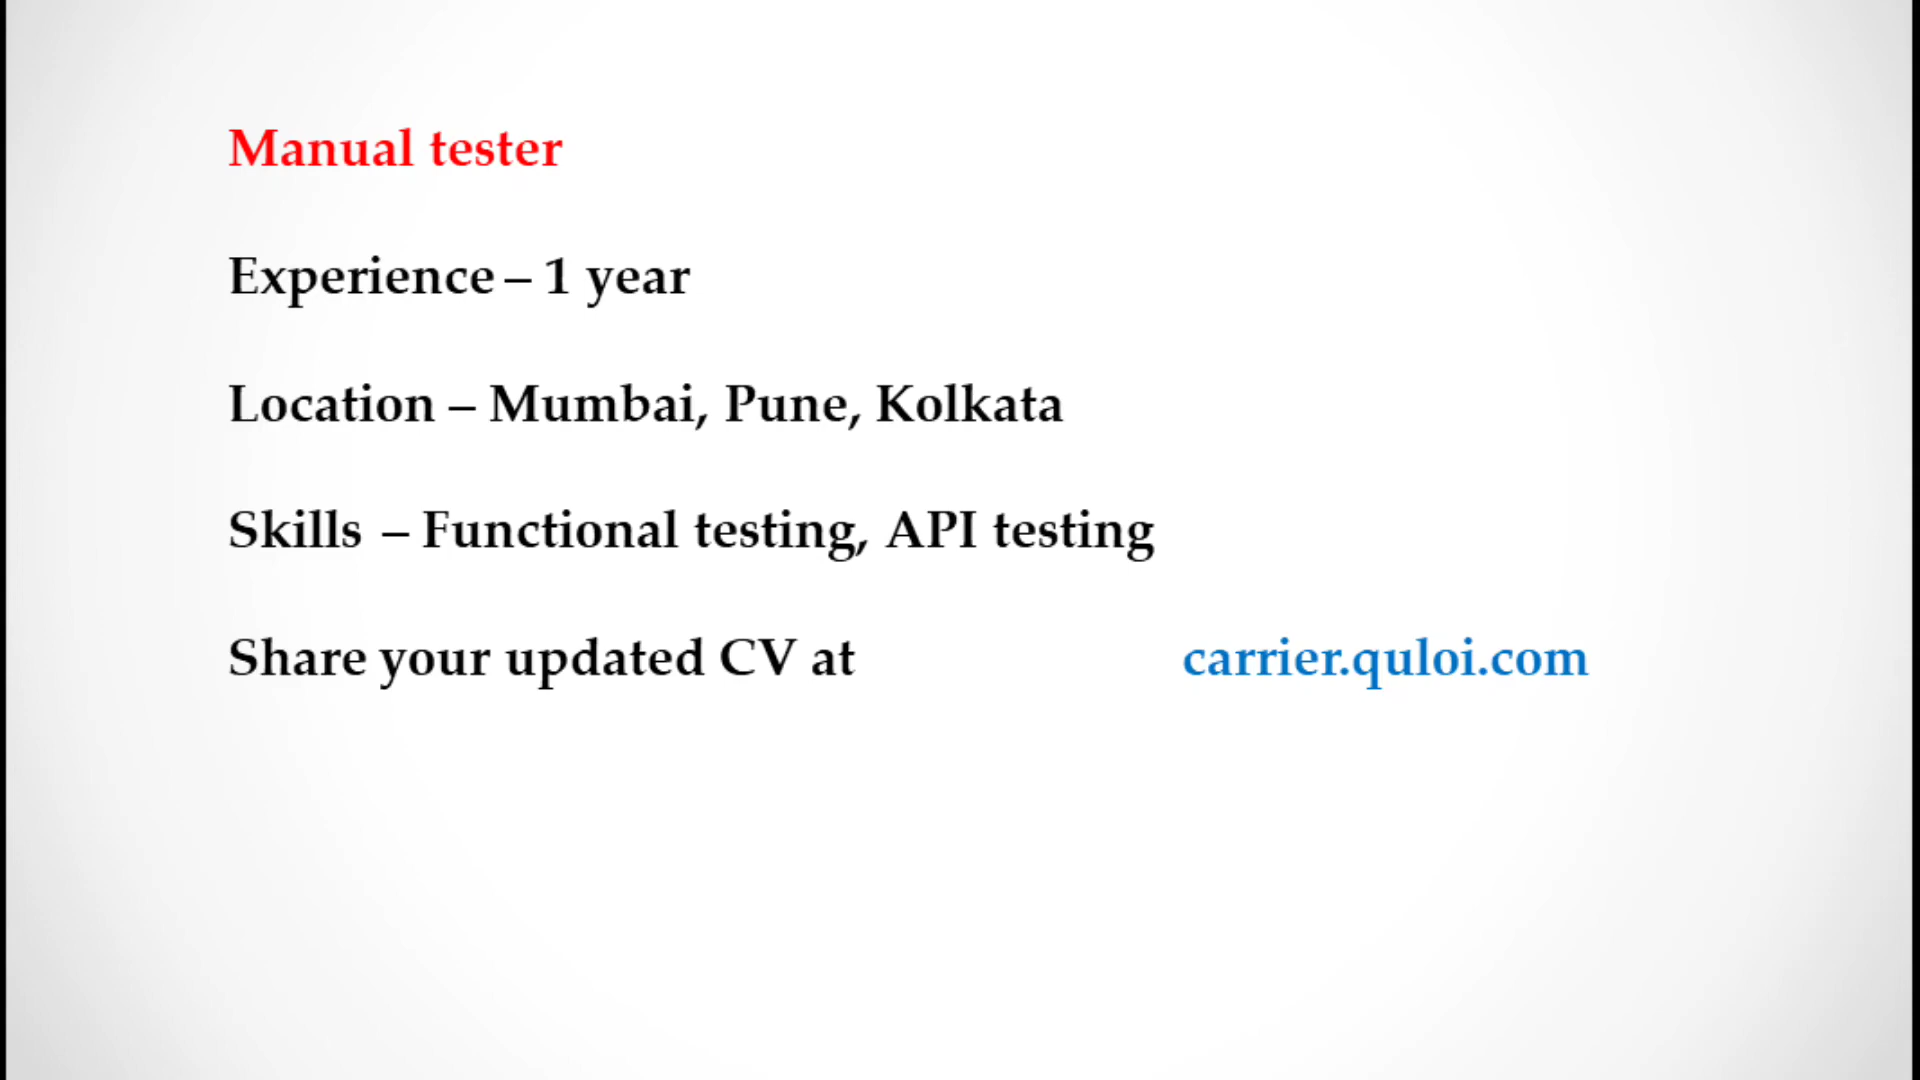 Manual tester
Experience – 1 year
Location – Mumbai, Pune, Kolkata
Skills – Functional testing, API testing
Share your updated CV at carrier.quloi.com